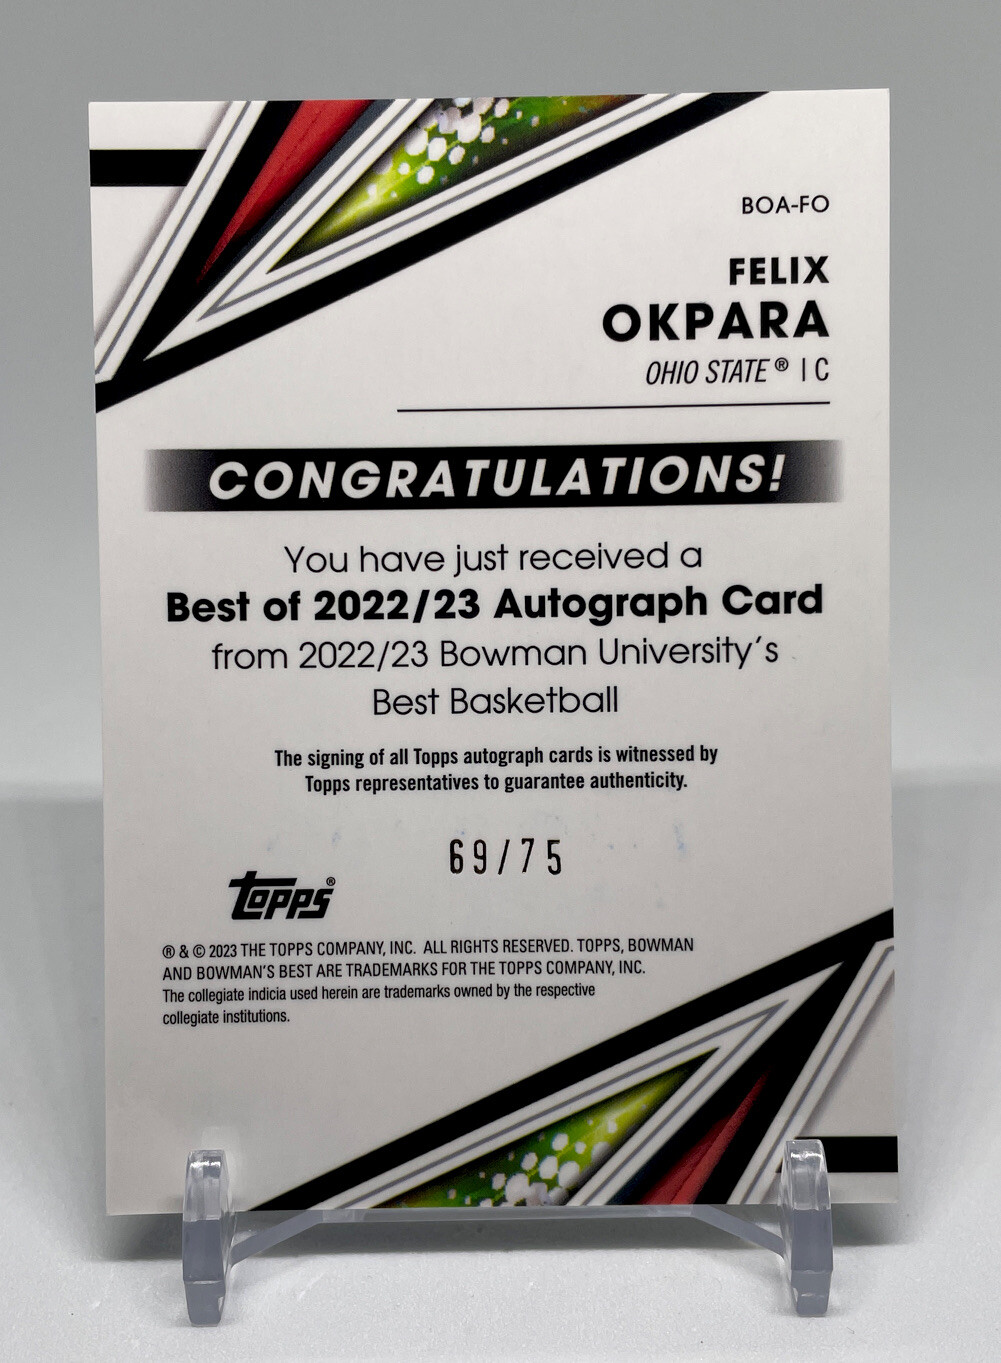 BOA-FO
FELIX
OKPARA
OHIO STATE® | C
CONGRATULATIONS!
You have just received a
Best of 2022/23 Autograph Card
from 2022/23 Bowman University's
Best Basketball
The signing of all Topps autograph cards is witnessed by
Topps representatives to guarantee authenticity.
69/75
Topps®
® & © 2023 THE TOPPS COMPANY, INC. ALL RIGHTS RESERVED. TOPPS, BOWMAN
AND BOWMAN'S BEST ARE TRADEMARKS FOR THE TOPPS COMPANY, INC.
The collegiate indicia used herein are trademarks owned by the respective
collegiate institutions.